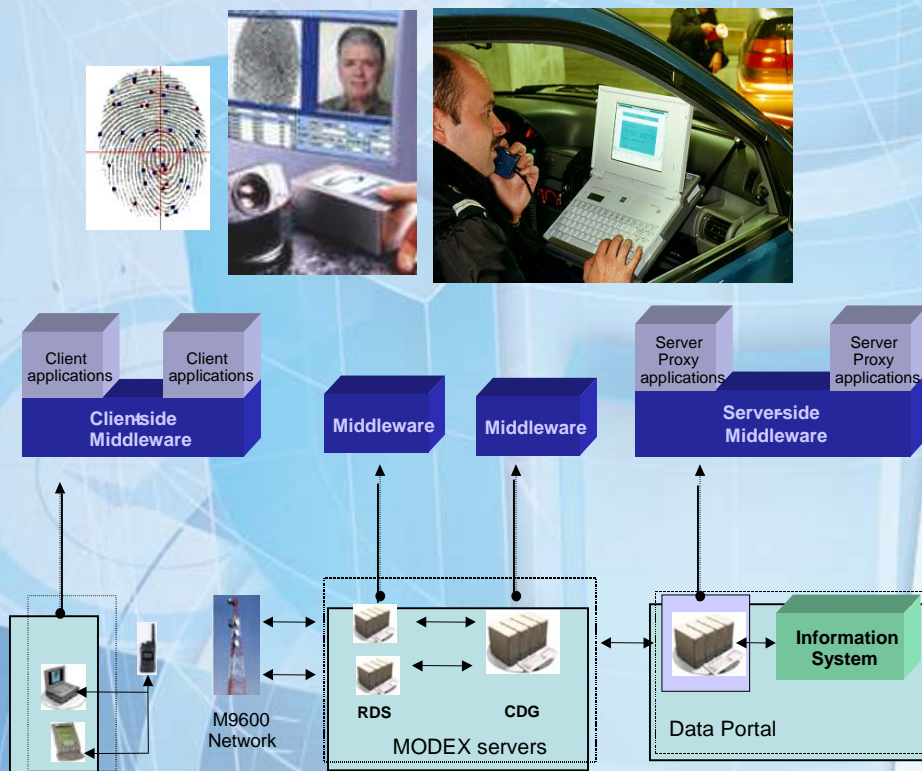 Client
applications
Client
applications
Client-side
Middleware
Middleware
Middleware
Server
Proxy
applications
Server
Proxy
applications
Server-side
Middleware
M9600
Network
RDS
CDG
MODEX servers
Information
System
Data Portal